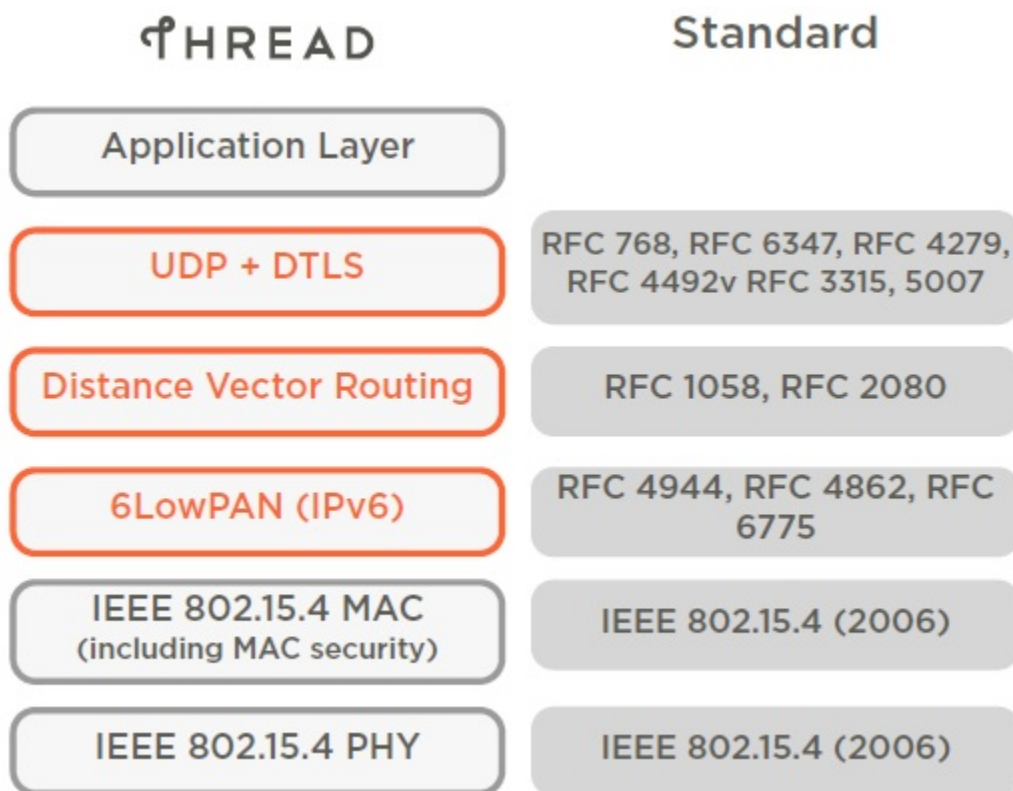 THREAD
Standard
Application Layer
UDP + DTLS
RFC 768, RFC 6347, RFC 4279,
RFC 4492v RFC 3315, 5007
Distance Vector Routing
RFC 1058, RFC 2080
6LowPAN (IPv6)
RFC 4944, RFC 4862, RFC
6775
IEEE 802.15.4 MAC
(including MAC security)
IEEE 802.15.4 (2006)
IEEE 802.15.4 PHY
IEEE 802.15.4 (2006)